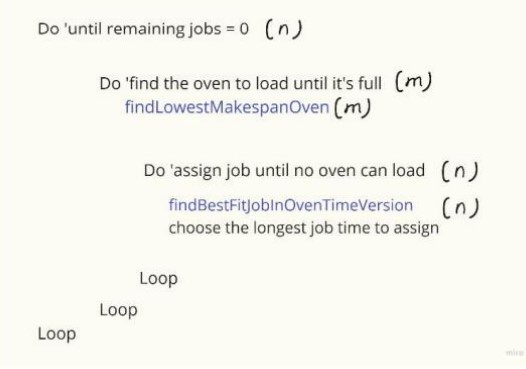 Do 'until remaining jobs = 0 (n)
Do 'find the oven to load until it's full (m)
findLowestMakespanOven (m)
Do 'assign job until no oven can load (n)
findBestFitJobInOvenTimeVersion (n)
choose the longest job time to assign
Loop
Loop
Loop
miro